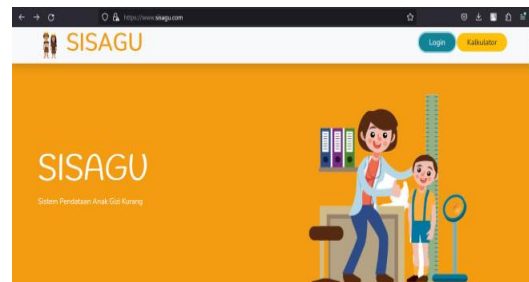 https://www.sisagu.com
SISAGU
Login
Kalkulator
SISAGU
Sistem Pendataan Anak Gizi Kurang